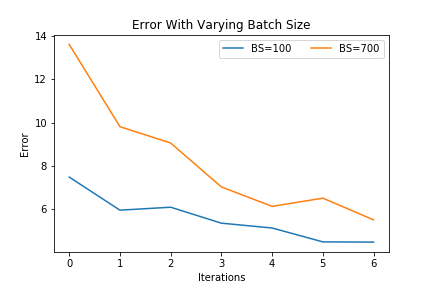 Error With Varying Batch Size
BS=100 BS=700
14
12
10
8
6
Error
0 1 2 3 4 5 6
Iterations